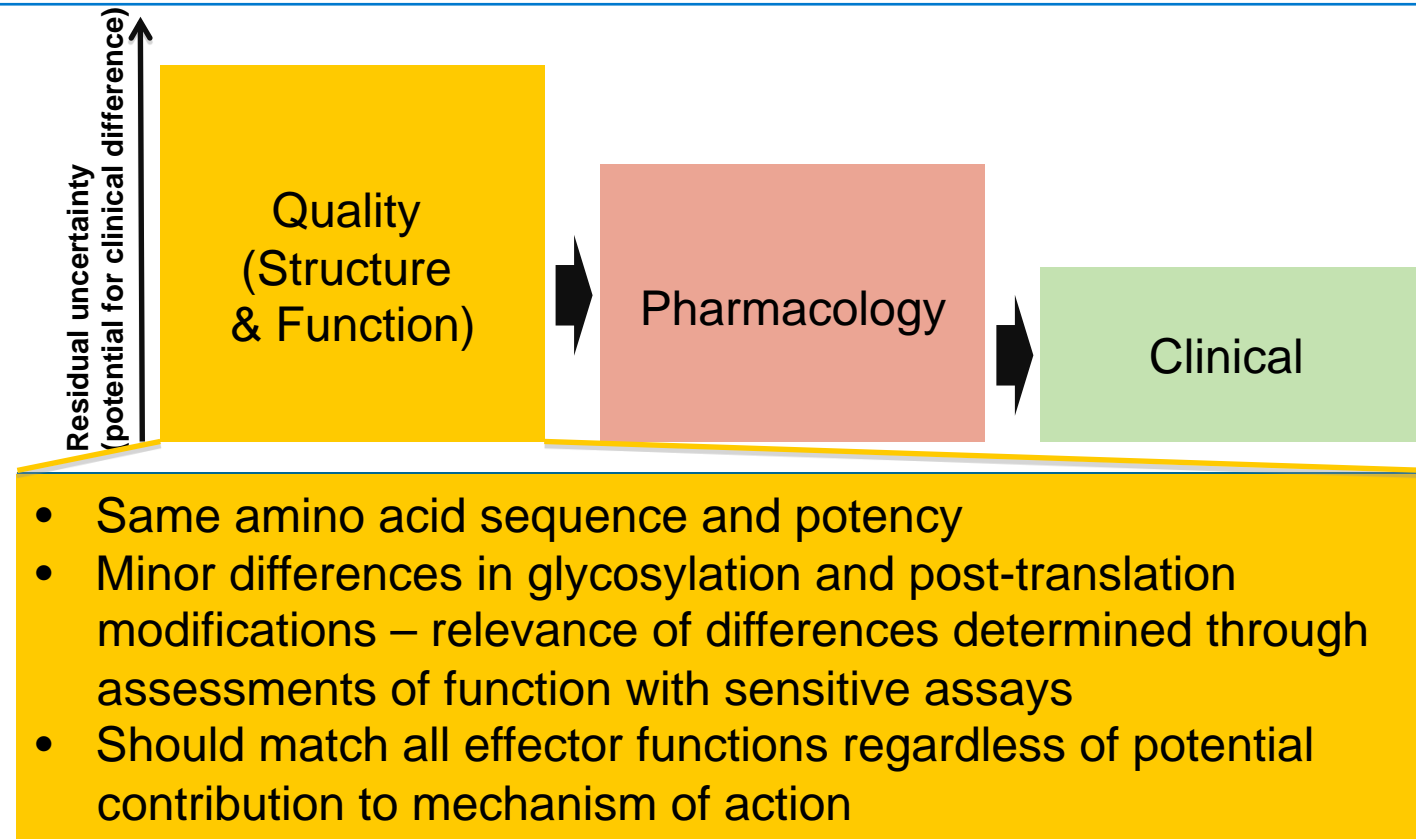 Residual uncertainty
(potential for clinical difference)
Quality
(Structure
& Function)
Pharmacology
Clinical
• Same amino acid sequence and potency
• Minor differences in glycosylation and post-translation
modifications – relevance of differences determined through
assessments of function with sensitive assays
• Should match all effector functions regardless of potential
contribution to mechanism of action